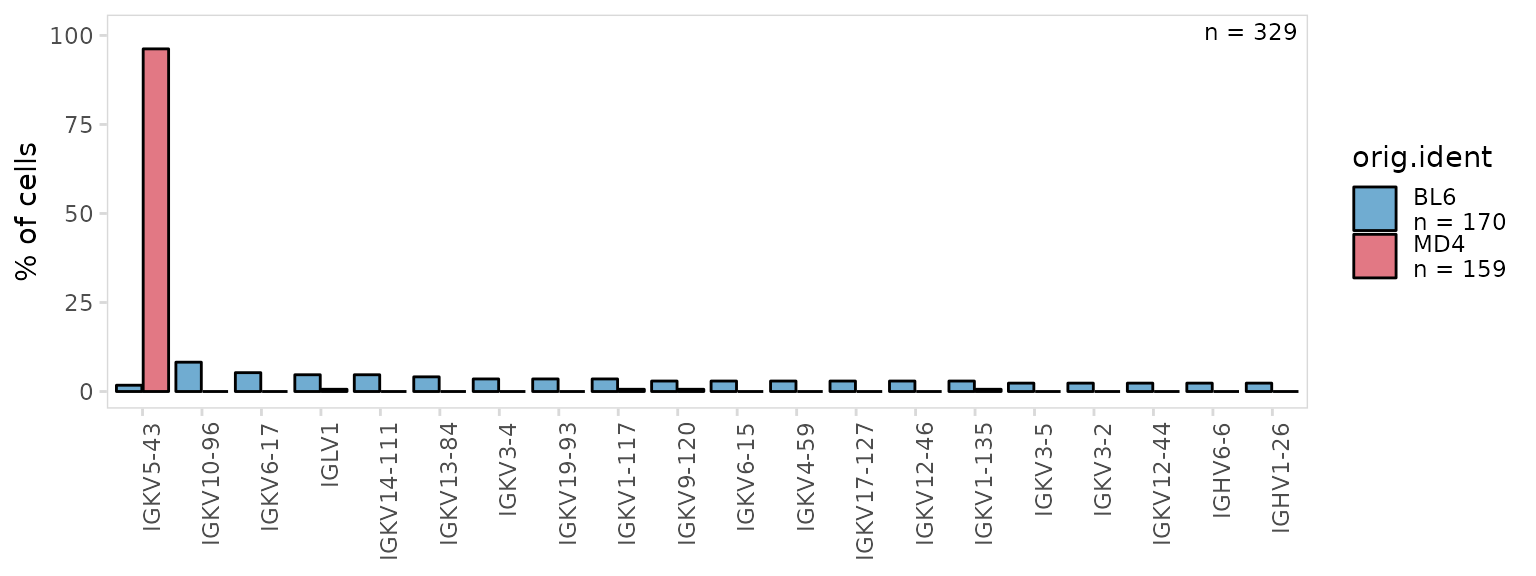 n = 329
100
75
50
25
0
% of cells
IGKV5-43
IGKV10-96
IGKV6-17
IGLV1
IGKV14-111
IGKV13-84
IGKV3-4
IGKV19-93
IGKV1-117
IGKV9-120
IGKV6-15
IGKV4-59
IGKV17-127
IGKV12-46
IGKV1-135
IGKV3-5
IGKV3-2
IGKV12-44
IGHV6-6
IGHV1-26
orig.ident
BL6
n = 170
MD4
n = 159